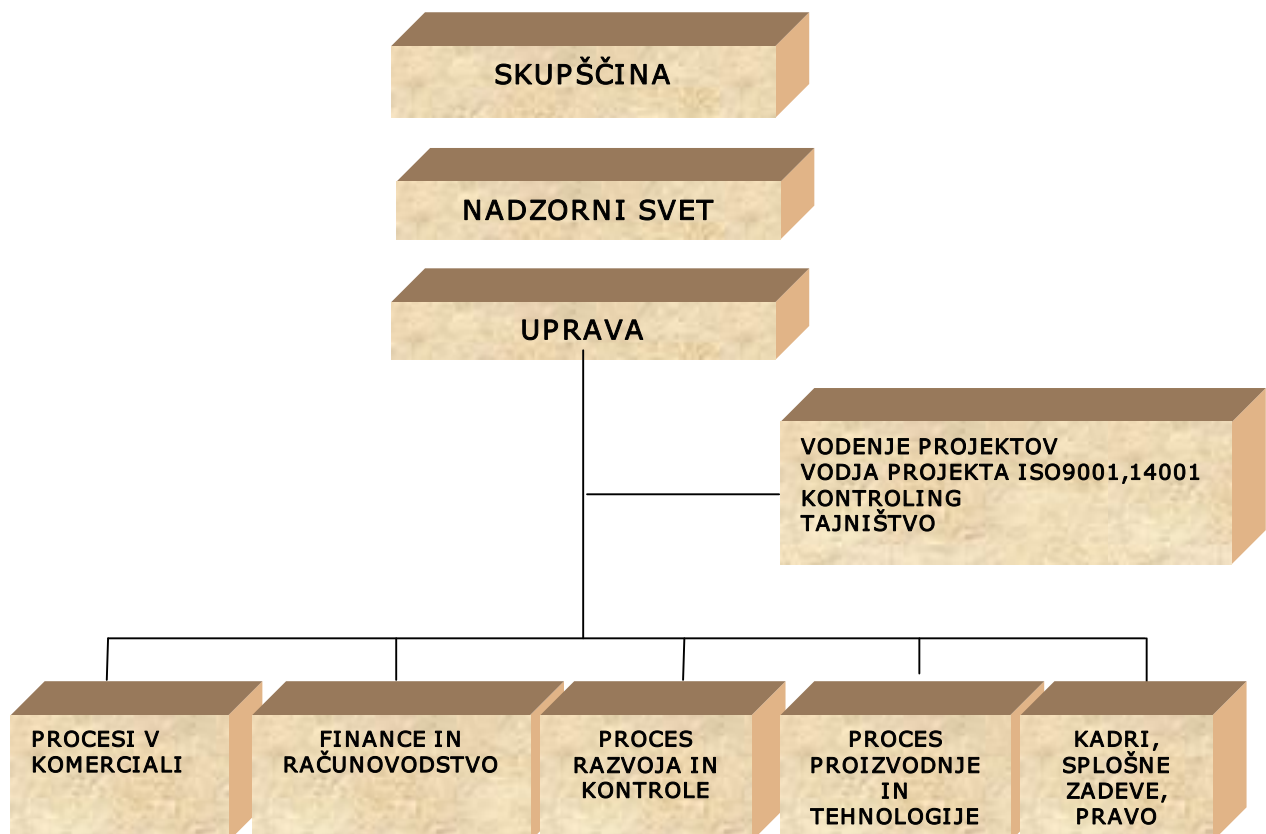 SKUPŠČINA
NADZORNI SVET
UPRAVA
VODENJE PROJEKTOV
VODJA PROJEKTA ISO9001,14001
KONTROLING
TAJNIŠTVO
PROCESI V
KOMERCIALI
FINANCE IN
RAČUNOVODSTVO
PROCES
RAZVOJA IN
KONTROLE
PROCES
PROIZVODNJE
IN
TEHNOLOGIJE
KADRI,
SPLOŠNE
ZADEVE,
PRAVO